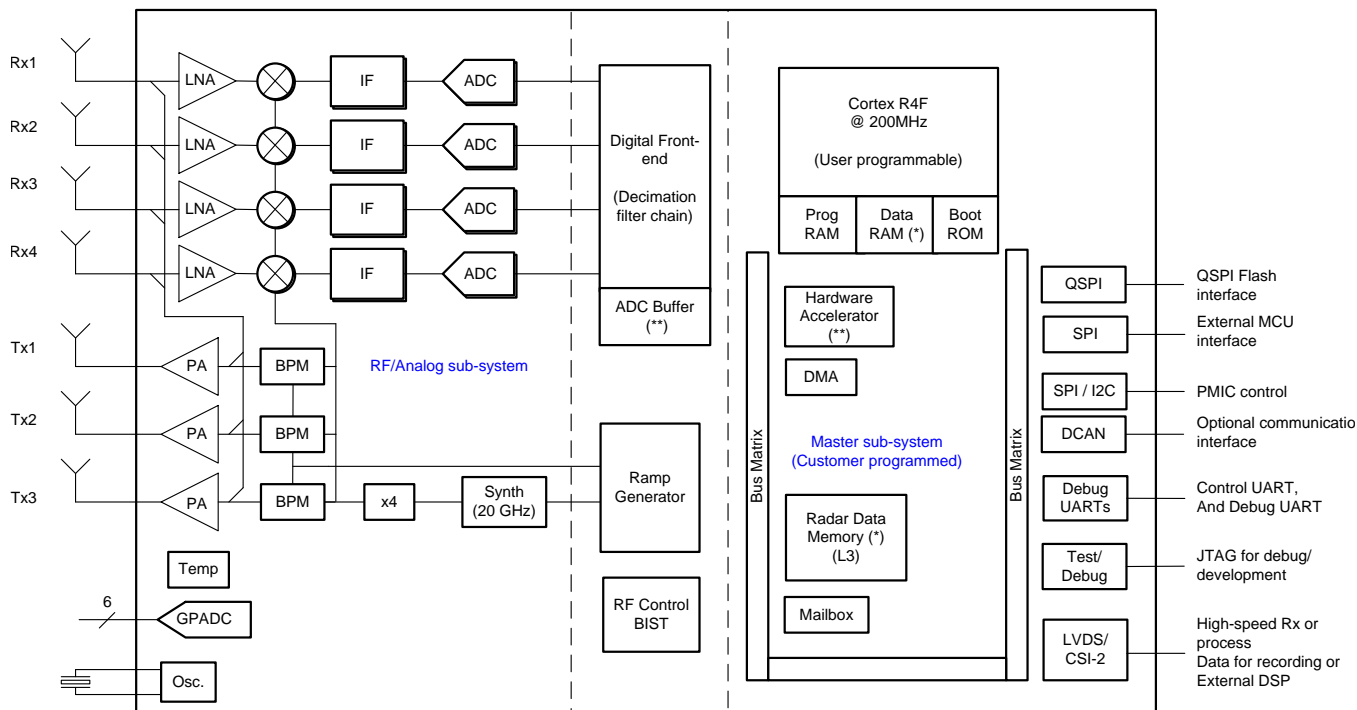 Rx1
LNA
IF
ADC
Rx2
LNA
IF
ADC
Rx3
LNA
IF
ADC
Rx4
LNA
IF
ADC
Digital Front-
end
(Decimation
filter chain)
ADC Buffer
(**)
Tx1
PA
BPM
Tx2
PA
BPM
Tx3
PA
BPM
x4
Synth
(20 GHz)
RF/Analog sub-system
Ramp
Generator
Temp
6
GPADC
Osc.
RF Control
BIST
Cortex R4F
@ 200MHz
(User programmable)
Prog
RAM
Data
RAM (*)
Boot
ROM
Bus Matrix
Hardware
Accelerator
(**)
DMA
Master sub-system
(Customer programmed)
Radar Data
Memory (*)
(L3)
Mailbox
Bus Matrix
QSPI
QSPI Flash
interface
SPI
External MCU
interface
SPI / I2C
PMIC control
DCAN
Optional communicatio
interface
Debug
UARTs
Control UART,
And Debug UART
Test/
Debug
JTAG for debug/
development
LVDS/
CSI-2
High-speed Rx or
process
Data for recording or
External DSP